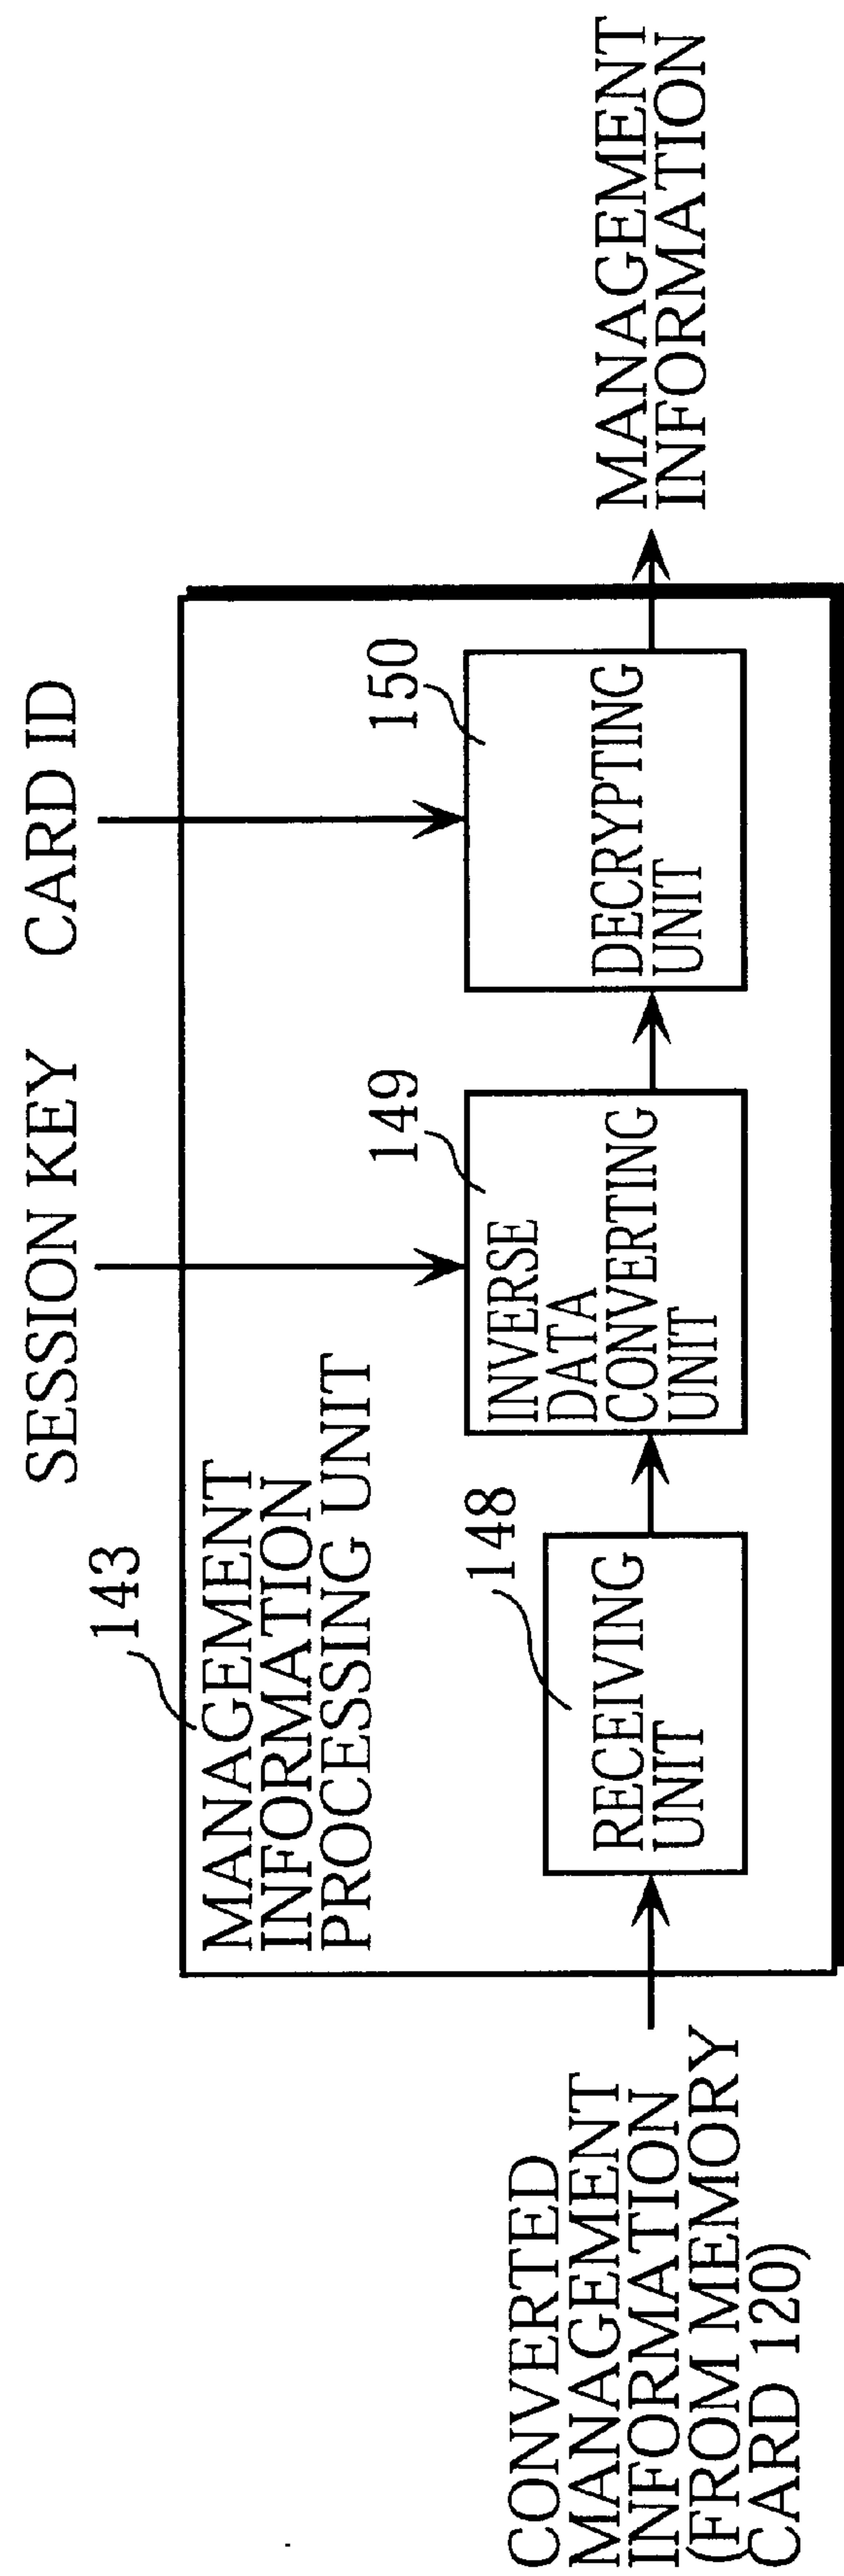 SESSION KEY
CARD ID
143
MANAGEMENT
INFORMATION
PROCESSING UNIT
149
150
148
CONVERTED
MANAGEMENT
INFORMATION
(FROM MEMORY
CARD 120)
RECEIVING
UNIT
INVERSE
DATA
CONVERTING
UNIT
DECRYPTING
UNIT
MANAGEMENT
INFORMATION